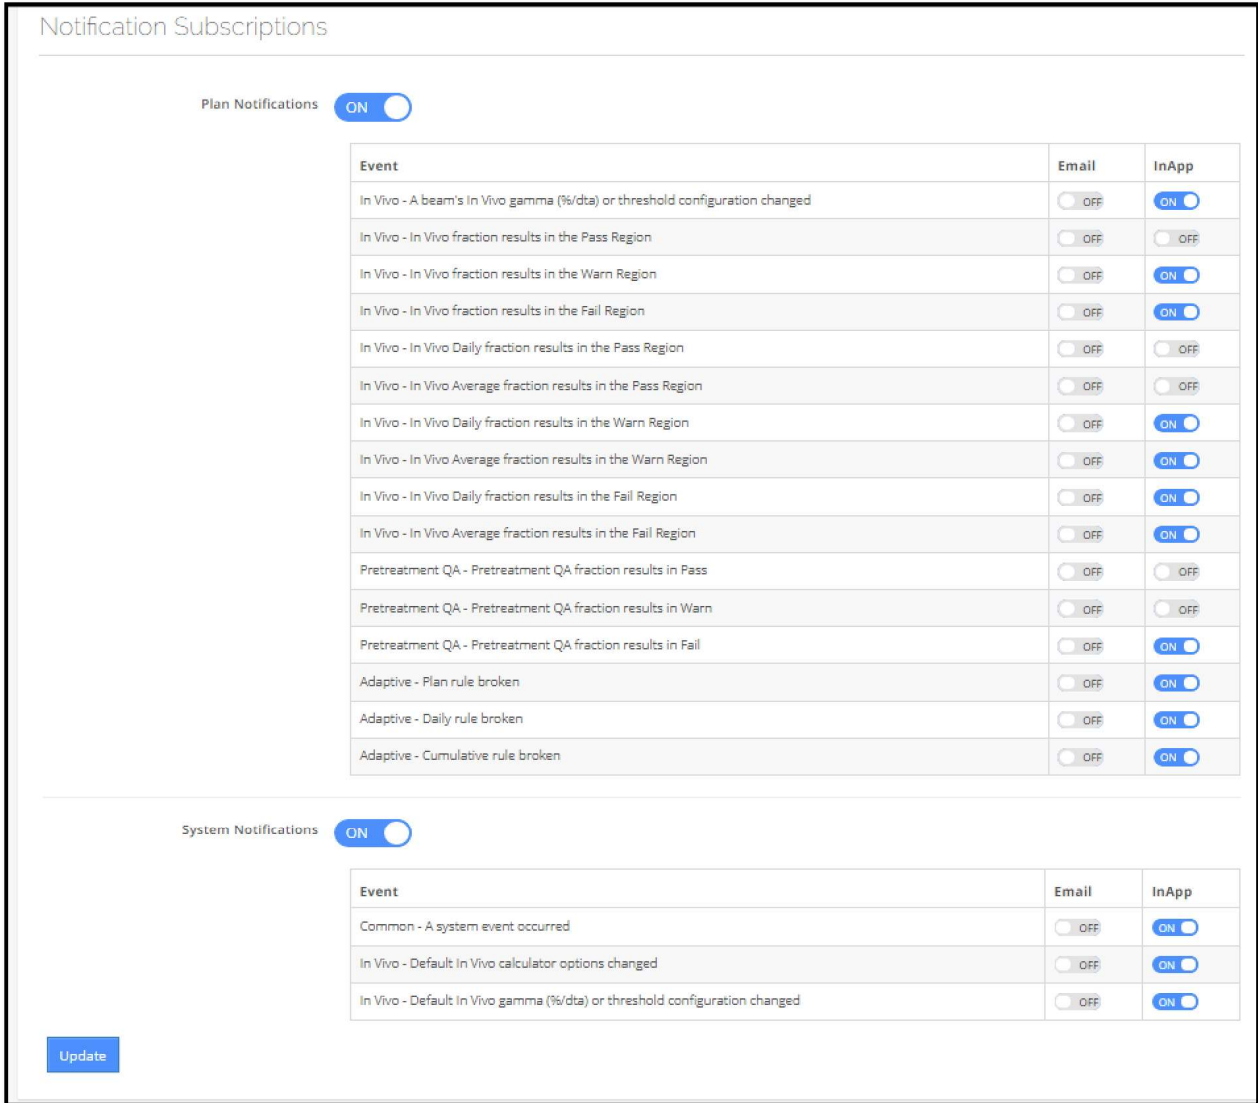 Notification Subscriptions
Plan Notifications ON
Event Email InApp
In Vivo - A beam's In Vivo gamma (%/dta) or threshold configuration changed OFF ON
In Vivo - In Vivo fraction results in the Pass Region OFF OFF
In Vivo - In Vivo fraction results in the Warn Region OFF ON
In Vivo - In Vivo fraction results in the Fail Region OFF ON
In Vivo - In Vivo Daily fraction results in the Pass Region OFF OFF
In Vivo - In Vivo Average fraction results in the Pass Region OFF OFF
In Vivo - In Vivo Daily fraction results in the Warn Region OFF ON
In Vivo - In Vivo Average fraction results in the Warn Region OFF ON
In Vivo - In Vivo Daily fraction results in the Fail Region OFF ON
In Vivo - In Vivo Average fraction results in the Fail Region OFF ON
Pretreatment QA - Pretreatment QA fraction results in Pass OFF OFF
Pretreatment QA - Pretreatment QA fraction results in Warn OFF OFF
Pretreatment QA - Pretreatment QA fraction results in Fail OFF ON
Adaptive - Plan rule broken OFF ON
Adaptive - Daily rule broken OFF ON
Adaptive - Cumulative rule broken OFF ON
System Notifications ON
Event Email InApp
Common - A system event occurred OFF ON
In Vivo - Default In Vivo calculator options changed OFF ON
In Vivo - Default In Vivo gamma (%/dta) or threshold configuration changed OFF ON
Update